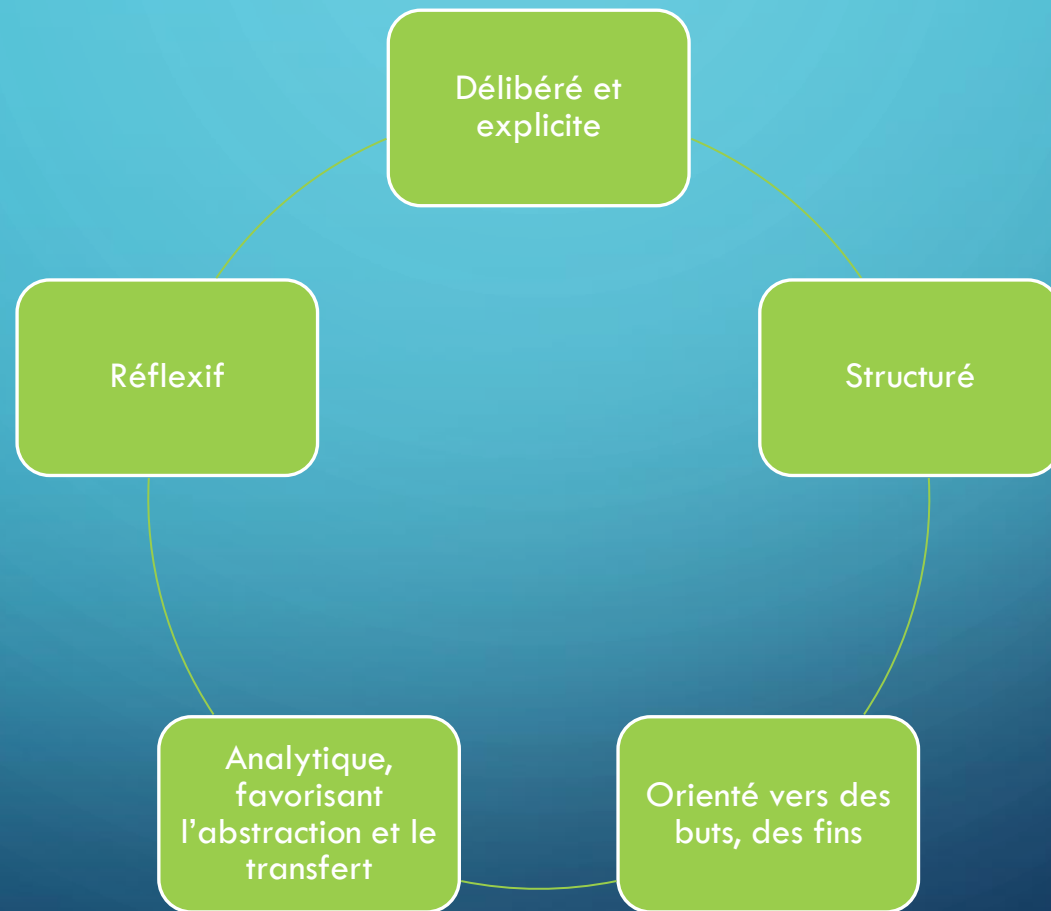 Délibéré et
explicite
Réflexif
Structuré
Analytique,
favorisant
l'abstraction et le
transfert
Orienté vers des
buts, des fins